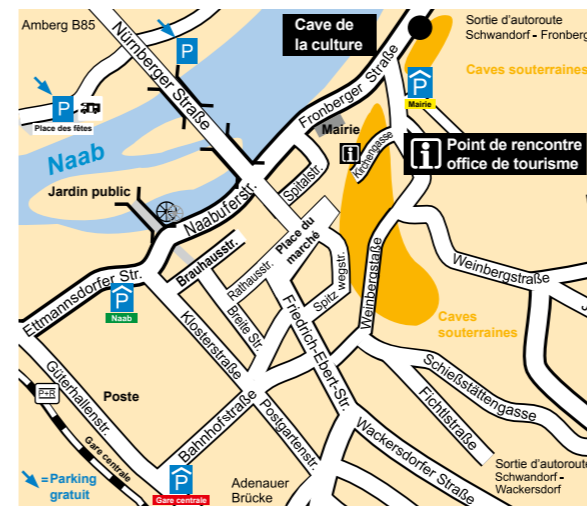 Amberg B85
P
Nürnberger Straße
Cave de
la culture
Sortie d'autoroute
Schwandorf - Fronberg
Caves souterraines
P
Mairie
P
Place des fêtes
Fronberger Straße
Mairie
i
Kirchengasse
i Point de rencontre
office de tourisme
Naab
Jardin public
Spitalstr.
Naabuferstr.
Place du
marché
Brauhausstr.
Rathausstr.
Spitz
wegstr.
Weinbergstaße
Weinbergstraße
Ettmannsdorfer Str.
P
Naab
Klosterstraße
Breite Str.
Friedrich-Ebert-Str.
Caves
souterraines
Schießstättengasse
Fichtlstraße
Güterhallenstr.
P+R
Poste
Gare centrale
Bahnhofstraße
Postgartenstr.
Wackersdorfer Straße
P
Gare centrale
Adenauer
Brücke
Sortie d'autoroute
Schwandorf -
Wackersdorf
=Parking
gratuit